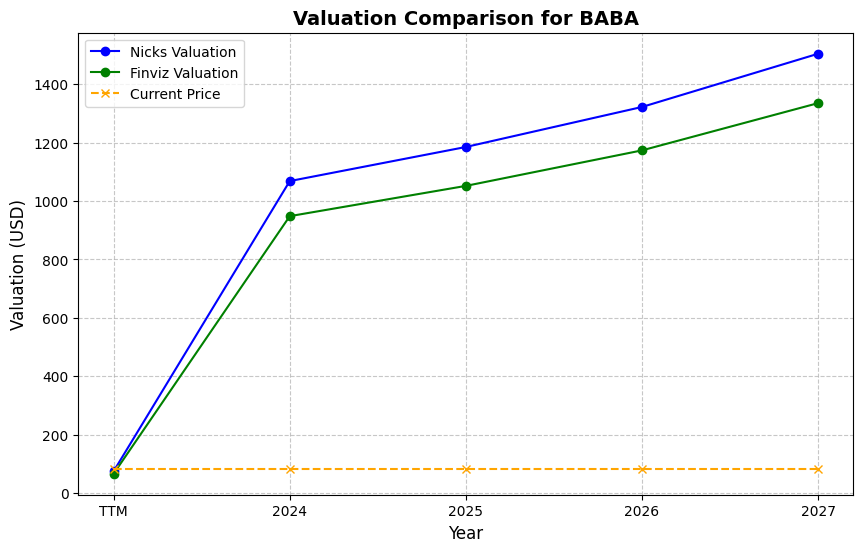 Valuation Comparison for BABA
Nicks Valuation
Finviz Valuation
Current Price
Valuation (USD)
1400
1200
1000
800
600
400
200
0
TTM 2024 2025 2026 2027
Year